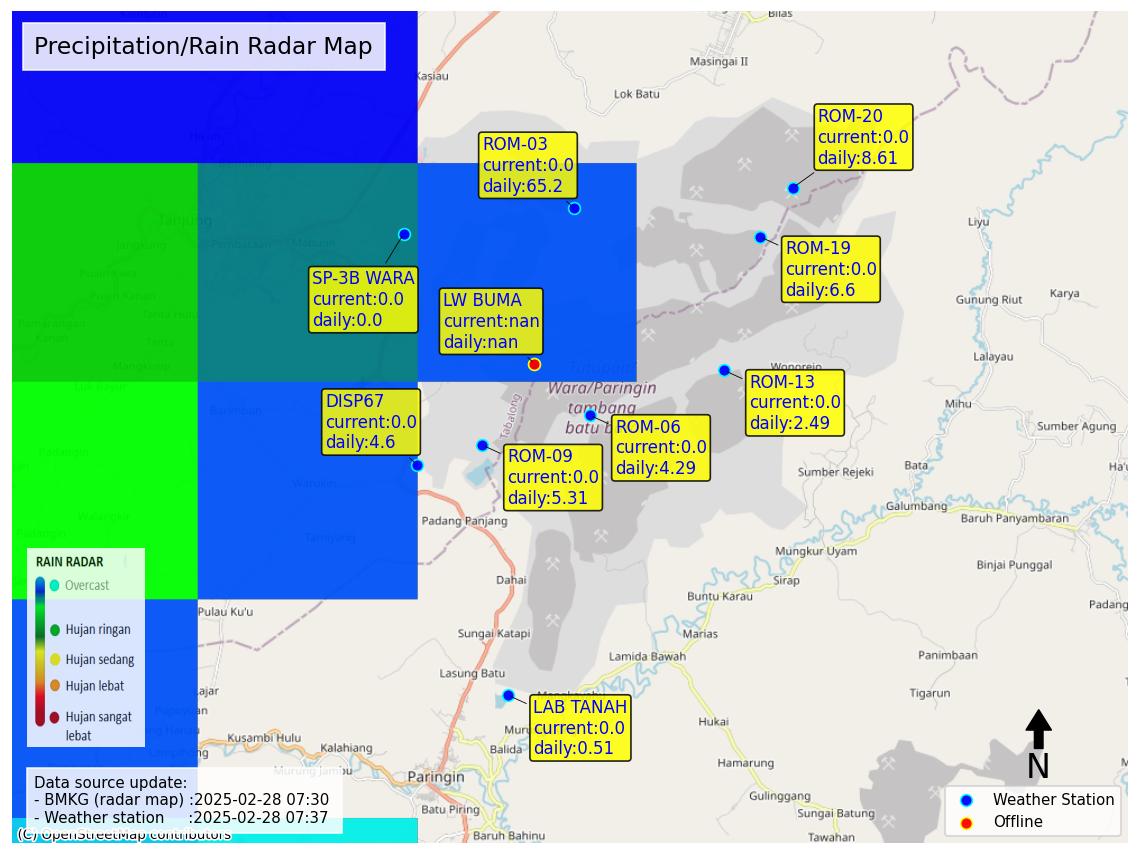 Precipitation/Rain Radar Map
Bilas
Masingai II
Kasiau
Lok Batu
ROM-20
current:0.0
daily:8.61
ROM-03
current:0.0
daily:65.2
Tanjung
Liyu
ROM-19
current:0.0
daily:6.6
SP-3B WARA
current:0.0
daily:0.0
LW BUMA
current:nan
daily:nan
Gunung Riut
Karya
Lalayau
Wonorejo
Tutupan
Wara/Paringin
tambang
batu b
ROM-13
current:0.0
daily:2.49
DISP67
current:0.0
daily:4.6
Tabalong
ROM-06
current:0.0
daily:4.29
Mihu
Sumber Agung
ROM-09
current:0.0
daily:5.31
Barimbun
Padangin
Warukin
Walangkir
Tamiyang
Padangin
Sumber Rejeki
Bata
Ha'u
Galumbang
Baruh Panyambaran
Padang Panjang
Mungkur Uyam
Binjai Punggal
Dahai
Sirap
Buntu Karau
Padang
RAIN RADAR
Overcast
Hujan ringan
Hujan sedang
Hujan lebat
Hujan sangat
lebat
Pulau Ku'u
Sungai Katapi
Marias
Lamida Bawah
Panimbaan
Lasung Batu
Tigarun
Lajar
LAB TANAH
current:0.0
daily:0.51
Hukai
Kusambi Hulu
Kalahiang
Balida
Murung Jambu
Paringin
Hamarung
N
Batu Piring
Gulinggang
Sungai Batung
Baruh Bahinu
Tawahan
Data source update:
- BMKG (radar map) :2025-02-28 07:30
- Weather station :2025-02-28 07:37
(C) OpenStreetMap contributors
Weather Station
Offline